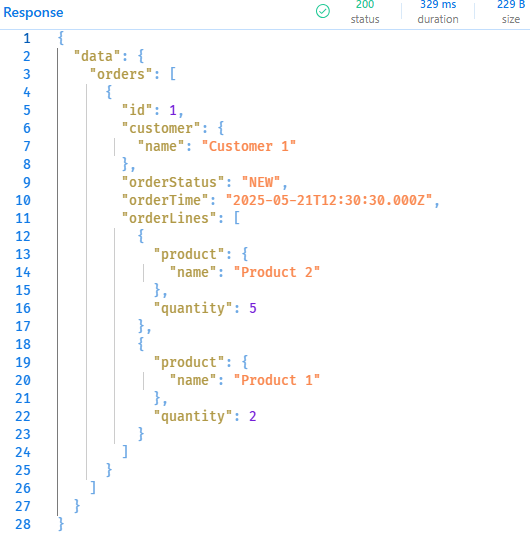 Response 200 329 ms 229 B
status duration size
1 {
2 "data": {
3 "orders": [
4 {
5 "id": 1,
6 "customer": {
7 "name": "Customer 1"
8 },
9 "orderStatus": "NEW",
10 "orderTime": "2025-05-21T12:30:30.000Z",
11 "orderLines": [
12 {
13 "product": {
14 "name": "Product 2"
15 },
16 "quantity": 5
17 },
18 {
19 "product": {
20 "name": "Product 1"
21 },
22 "quantity": 2
23 }
24 ]
25 }
26 ]
27 }
28 }